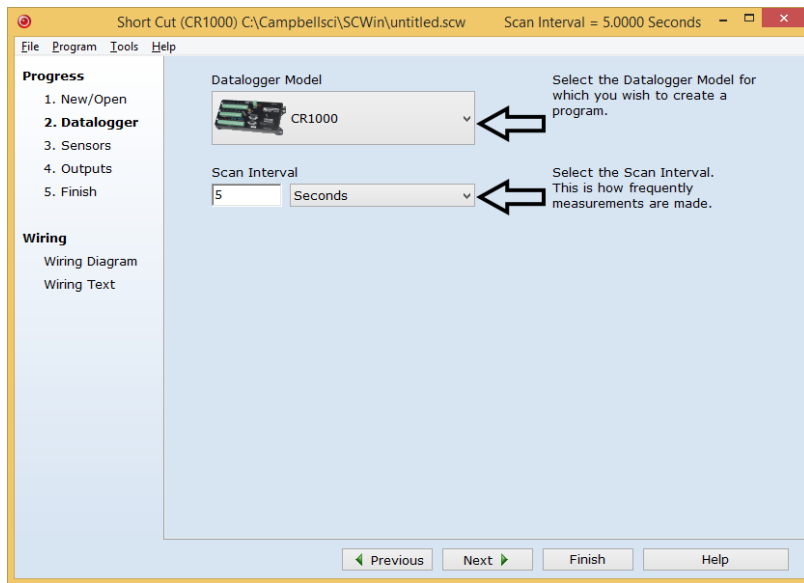 Short Cut (CR1000) C:\Campbellsci\SCWin\untitled.scw Scan Interval = 5.0000 Seconds
File Program Tools Help
Progress
1. New/Open
2. Datalogger
3. Sensors
4. Outputs
5. Finish
Wiring
Wiring Diagram
Wiring Text
Datalogger Model
CR1000
Select the Datalogger Model for
which you wish to create a
program.
Scan Interval
5 Seconds
Select the Scan Interval.
This is how frequently
measurements are made.
Previous Next Finish Help